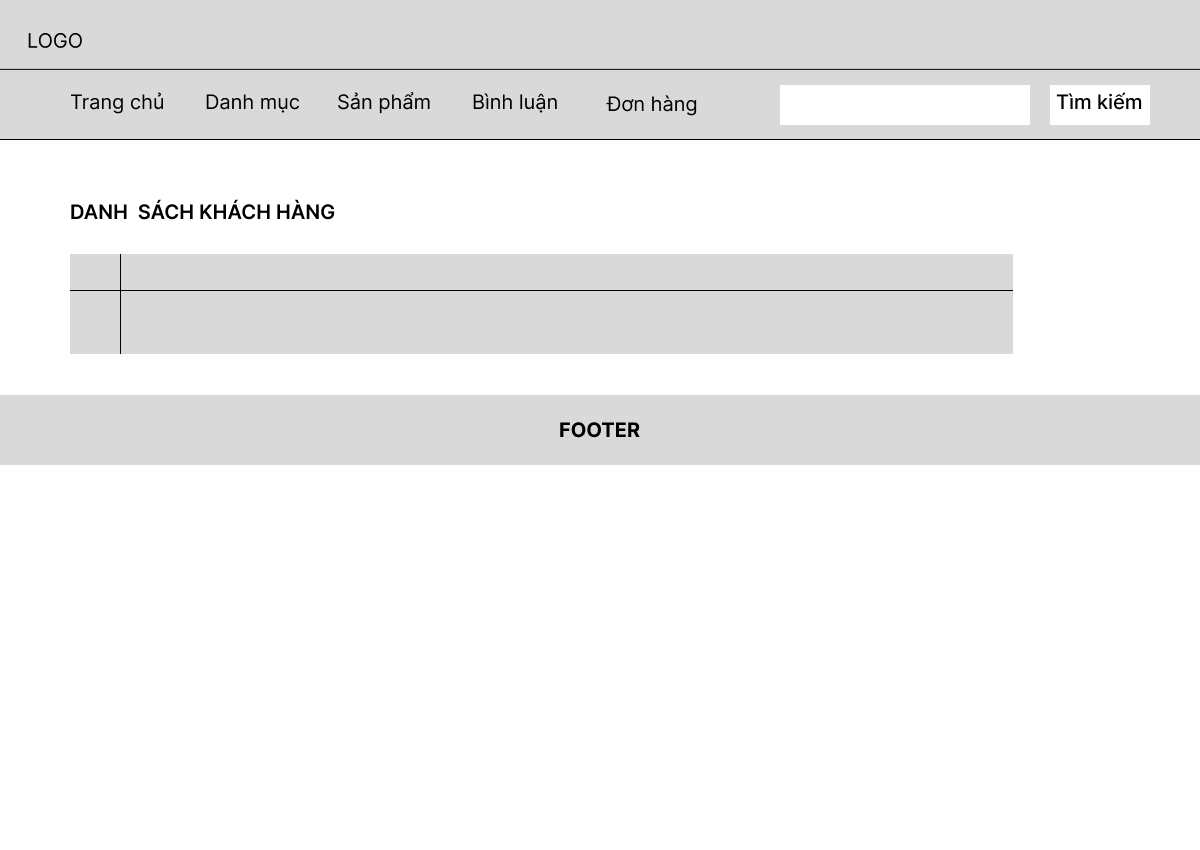 LOGO
Trang chủ Danh mục Sản phẩm Bình luận Đơn hàng Tìm kiếm
DANH  SÁCH KHÁCH HÀNG
FOOTER